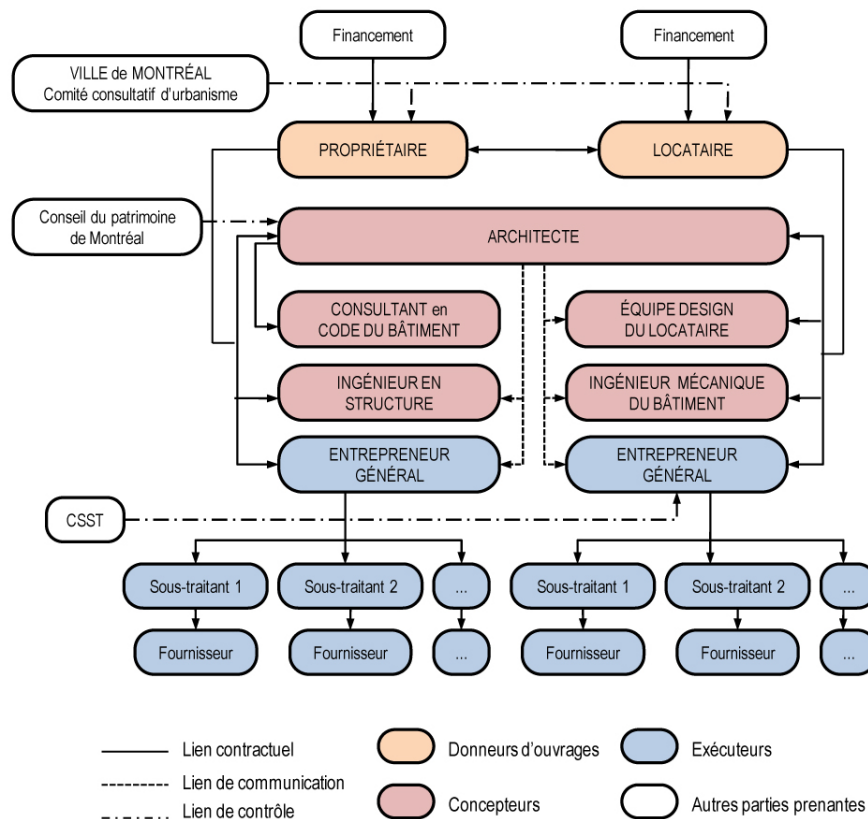 Financement
Financement
VILLE de MONTRÉAL
Comité consultatif d'urbanisme
PROPRIÉTAIRE
LOCATAIRE
Conseil du patrimoine
de Montréal
ARCHITECTE
CONSULTANT en
CODE DU BÂTIMENT
ÉQUIPE DESIGN
DU LOCATAIRE
INGÉNIEUR EN
STRUCTURE
INGÉNIEUR MÉCANIQUE
DU BÂTIMENT
ENTREPRENEUR
GÉNÉRAL
ENTREPRENEUR
GÉNÉRAL
CSST
Sous-traitant 1
Sous-traitant 2
...
Sous-traitant 1
Sous-traitant 2
...
Fournisseur
Fournisseur
...
Fournisseur
Fournisseur
...
Lien contractuel
Donneurs d'ouvrages
Exécuteurs
Lien de communication
Lien de contrôle
Concepteurs
Autres parties prenantes